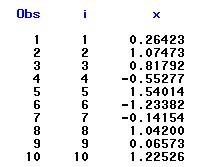 Obs i x
1 1 0.26423
2 2 1.07473
3 3 0.81792
4 4 -0.55277
5 5 1.54014
6 6 -1.23382
7 7 -0.14154
8 8 1.04200
9 9 0.06573
10 10 1.22526